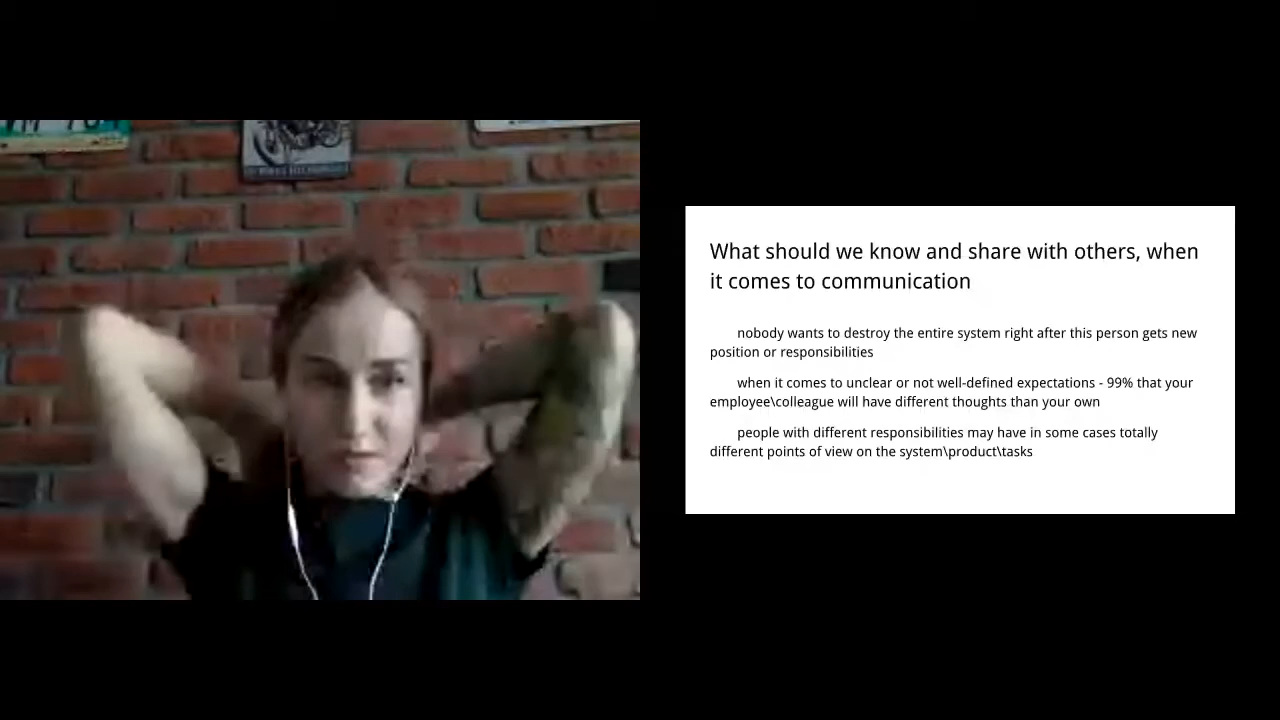 What should we know and share with others, when
it comes to communication
nobody wants to destroy the entire system right after this person gets new
position or responsibilities
when it comes to unclear or not well-defined expectations - 99% that your
employee\colleague will have different thoughts than your own
people with different responsibilities may have in some cases totally
different points of view on the system\product\tasks